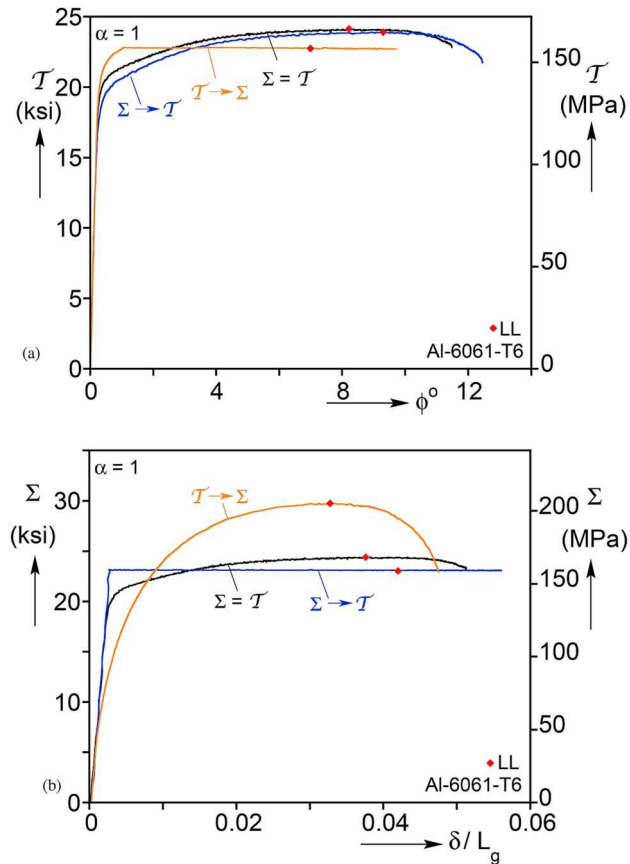 25
α = 1
𝒯
(ksi)
20
15
10
5
0
Σ → 𝒯
𝒯 → Σ
Σ = 𝒯
𝒯
(MPa)
150
100
50
0
LL
Al-6061-T6
(a)
0
4
8
12
ϕ°
α = 1
Σ
(ksi)
30
20
10
0
𝒯 → Σ
Σ = 𝒯
Σ → 𝒯
Σ
(MPa)
200
150
100
50
0
LL
Al-6061-T6
(b)
0
0.02
0.04
0.06
δ / L_g